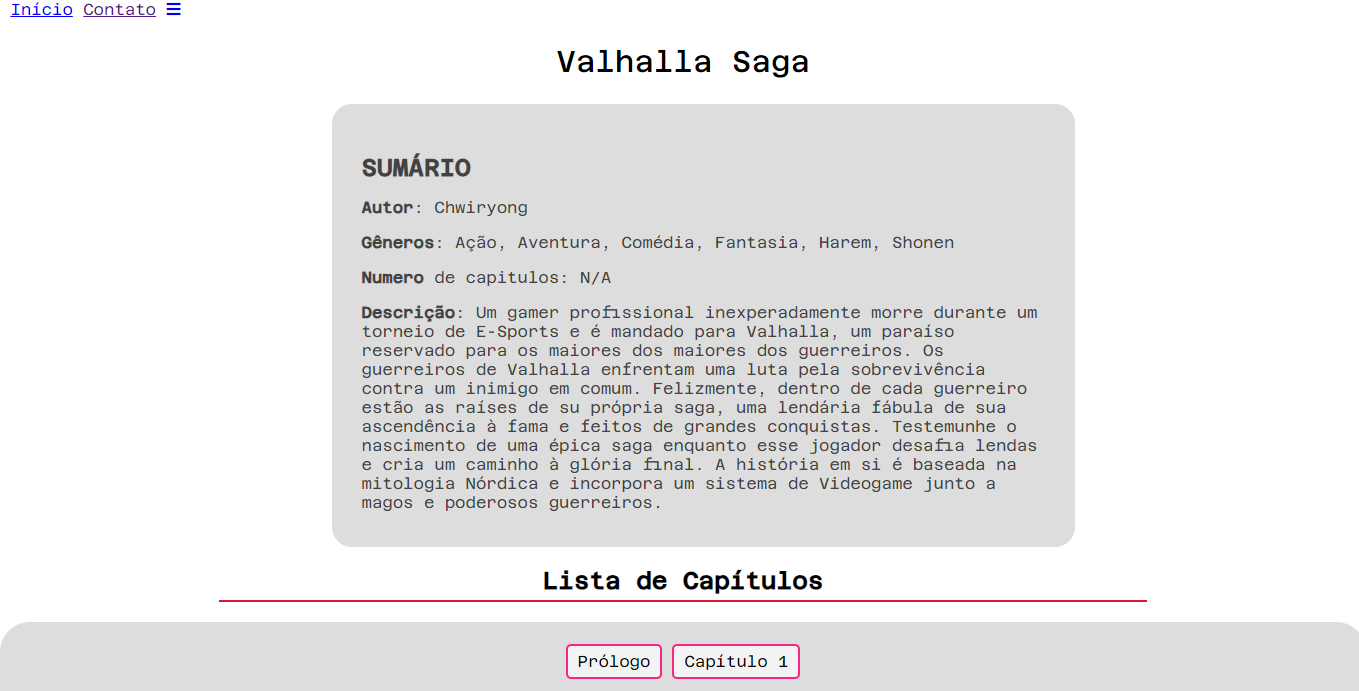 Início Contato
Valhalla Saga
SUMÁRIO
Autor: Chwiryong
Gêneros: Ação, Aventura, Comédia, Fantasia, Harem, Shonen
Numero de capitulos: N/A
Descrição: Um gamer profissional inexperadamente morre durante um
torneio de E-Sports e é mandado para Valhalla, um paraíso
reservado para os maiores dos maiores dos guerreiros. Os
guerreiros de Valhalla enfrentam uma luta pela sobrevivência
contra um inimigo em comum. Felizmente, dentro de cada guerreiro
estão as raíses de su própria saga, uma lendária fábula de sua
ascendência à fama e feitos de grandes conquistas. Testemunhe o
nascimento de uma épica saga enquanto esse jogador desafia lendas
e cria um caminho à glória final. A história em si é baseada na
mitologia Nórdica e incorpora um sistema de Videogame junto a
magos e poderosos guerreiros.
Lista de Capítulos
Prólogo Capítulo 1